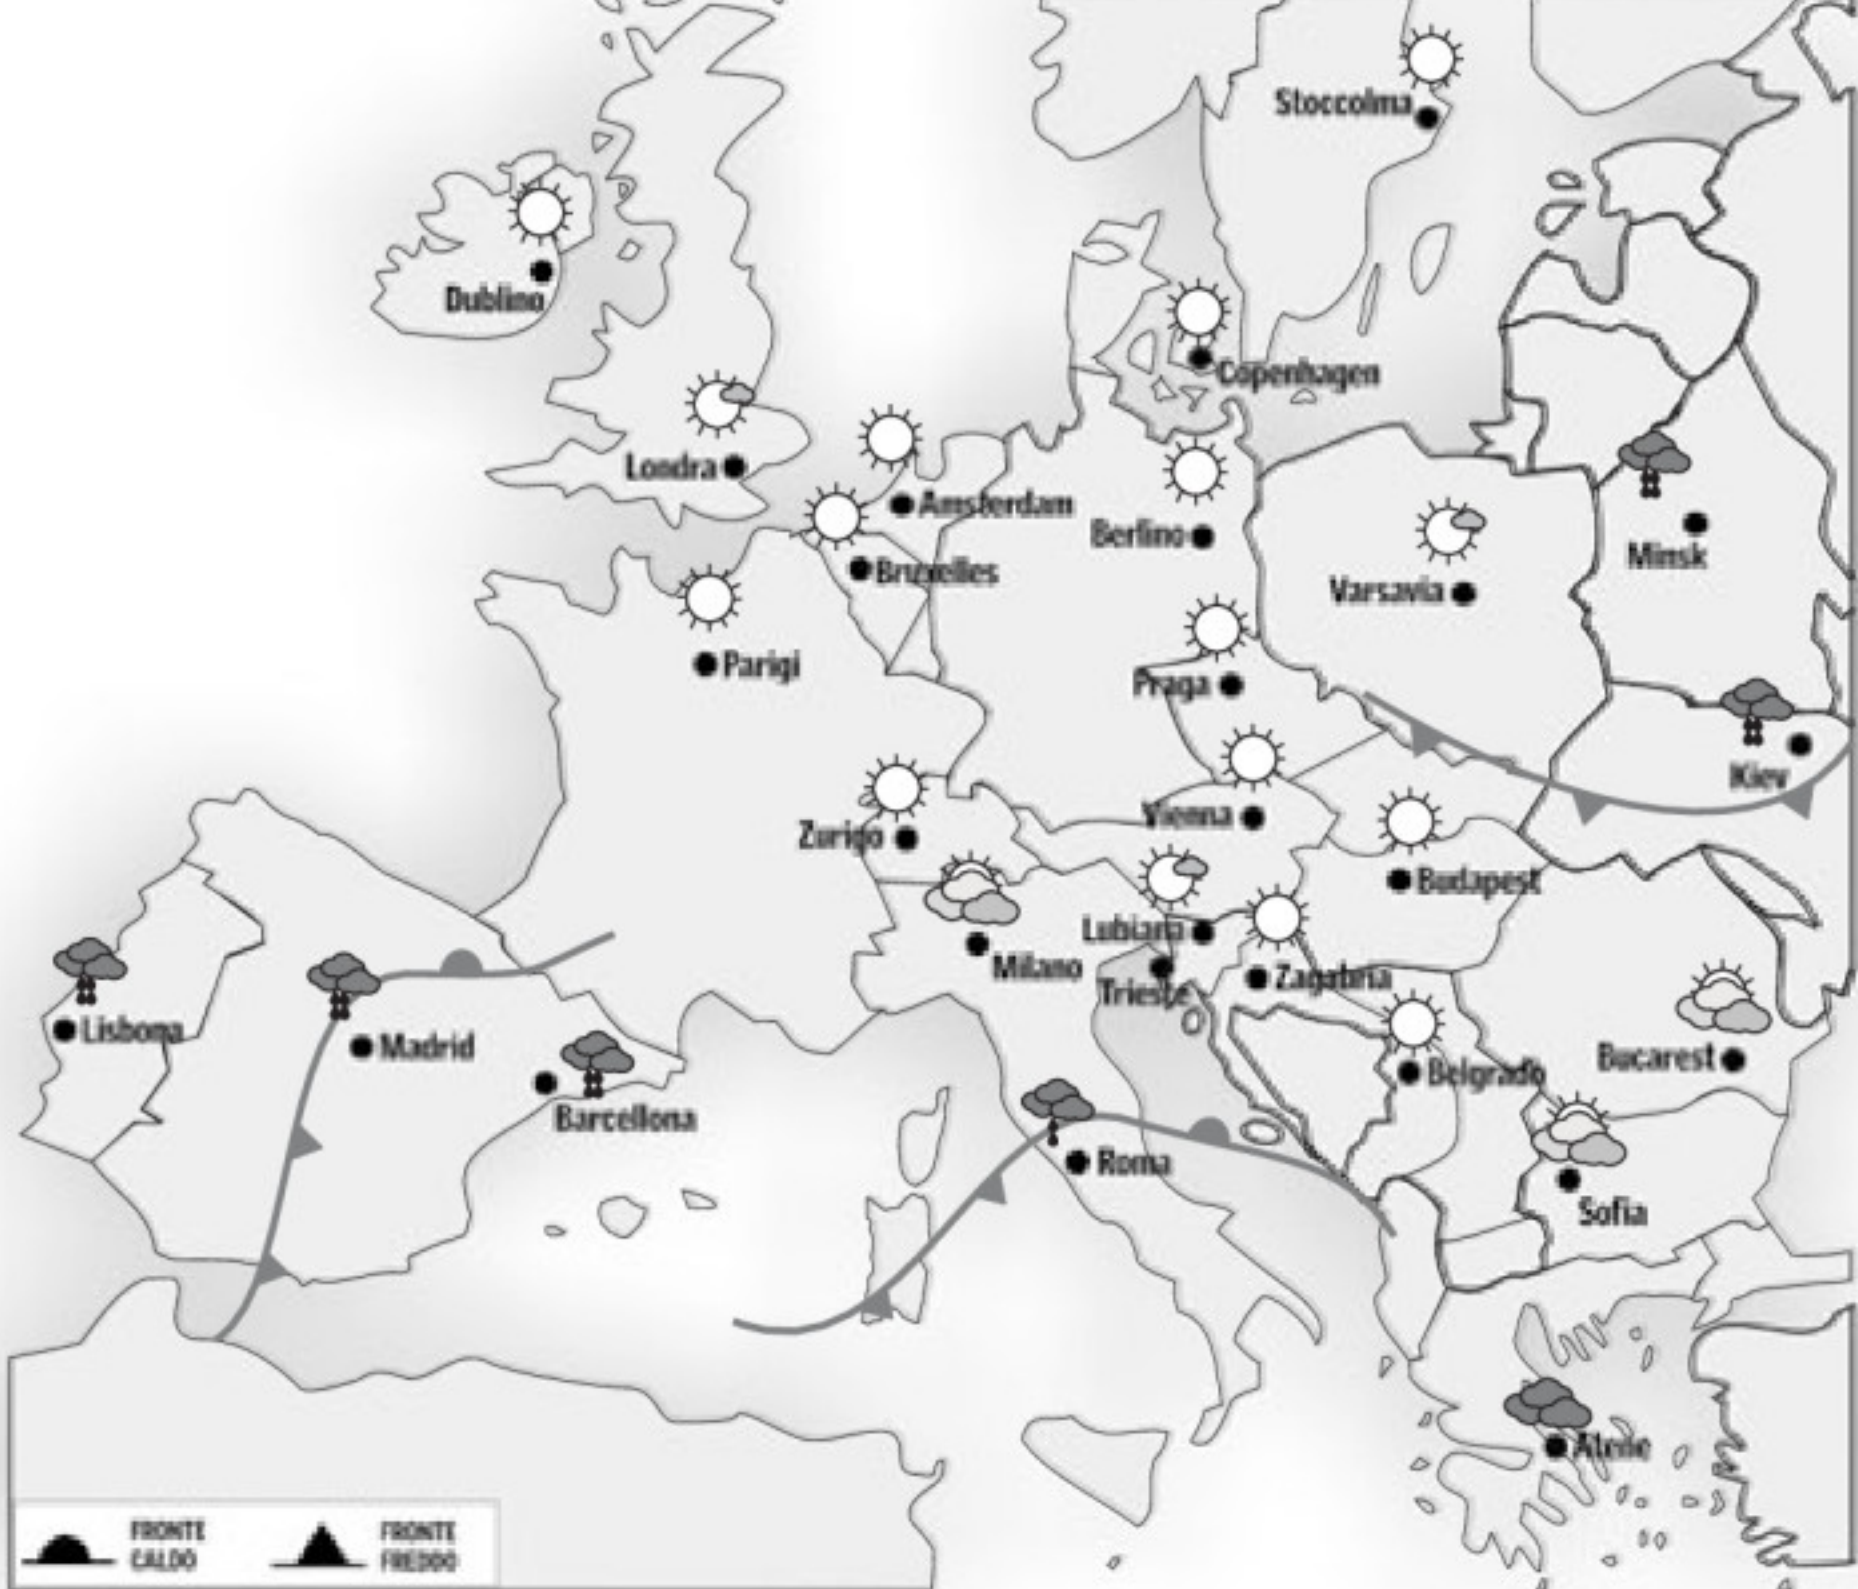 Stoccolma
Dublino
Copenhagen
Londra
Amsterdam
Berlino
Minsk
Bruxelles
Varsavia
Parigi
Praga
Kiev
Vienna
Zurigo
Budapest
Lubiana
Milano
Zagabria
Trieste
Lisbona
Madrid
Bucarest
Belgrado
Barcellona
Roma
Sofia
Atene
FRONTE
CALDO
FRONTE
FREDDO